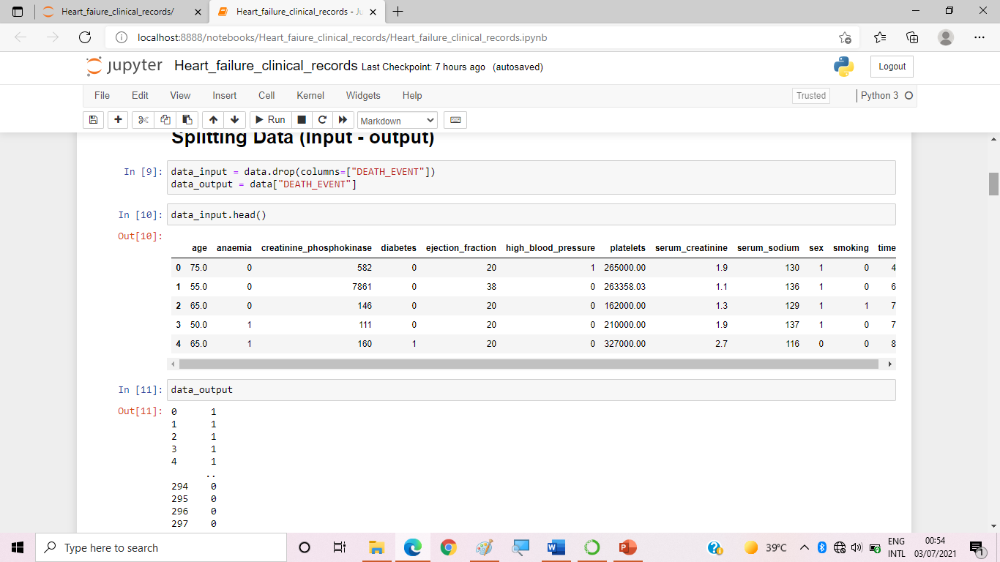 Heart_faiure_clinical_records/
Heart_failure_clinical_records - Ju
localhost:8888/notebooks/Heart_faiure_clinical_records/Heart_failure_clinical_records.ipynb
jupyter Heart_failure_clinical_records Last Checkpoint: 7 hours ago (autosaved)
Logout
File Edit View Insert Cell Kernel Widgets Help
Trusted
Python 3
Run
Markdown
Splitting Data (Input - output)
In [9]: data_input = data.drop(columns=["DEATH_EVENT"])
data_output = data["DEATH_EVENT"]
In [10]: data_input.head()
Out[10]:
age anaemia creatinine_phosphokinase diabetes ejection_fraction high_blood_pressure platelets serum_creatinine serum_sodium sex smoking time
0 75.0 0 582 0 20 1 265000.00 1.9 130 1 0 4
1 55.0 0 7861 0 38 0 263358.03 1.1 136 1 0 6
2 65.0 0 146 0 20 0 162000.00 1.3 129 1 1 7
3 50.0 1 111 0 20 0 210000.00 1.9 137 1 0 7
4 65.0 1 160 1 20 0 327000.00 2.7 116 0 0 8
In [11]: data_output
Out[11]: 0 1
1 1
2 1
3 1
4 1
..
294 0
295 0
296 0
297 0
Type here to search
39°C
ENG
INTL
00:54
03/07/2021
1